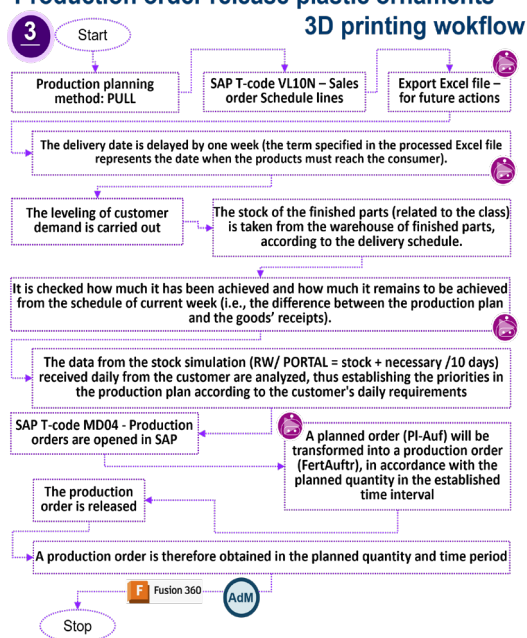 Production order release plastic ornaments
3D printing wokflow
3
Start
Production planning
method: PULL
SAP T-code VL10N – Sales
order Schedule lines
Export Excel file –
for future actions
The delivery date is delayed by one week (the term specified in the processed Excel file
represents the date when the products must reach the consumer).
The leveling of customer
demand is carried out
The stock of the finished parts (related to the class)
is taken from the warehouse of finished parts,
according to the delivery schedule.
It is checked how much it has been achieved and how much it remains to be achieved
from the schedule of current week (i.e., the difference between the production plan
and the goods' receipts).
The data from the stock simulation (RW/ PORTAL = stock + necessary /10 days)
received daily from the customer are analyzed, thus establishing the priorities in
the production plan according to the customer's daily requirements
SAP T-code MD04 - Production
orders are opened in SAP
A planned order (Pl-Auf) will be
transformed into a production order
(FertAuftr), in accordance with the
planned quantity in the established
time interval
The production
order is released
A production order is therefore obtained in the planned quantity and time period
F Fusion 360
AdM
Stop